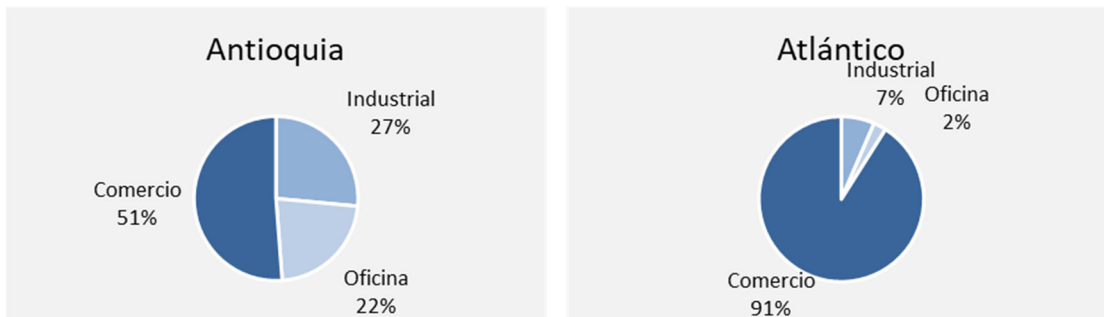 Antioquia
Industrial
27%
Comercio
51%
Oficina
22%
Atlántico
Industrial
7%
Oficina
2%
Comercio
91%